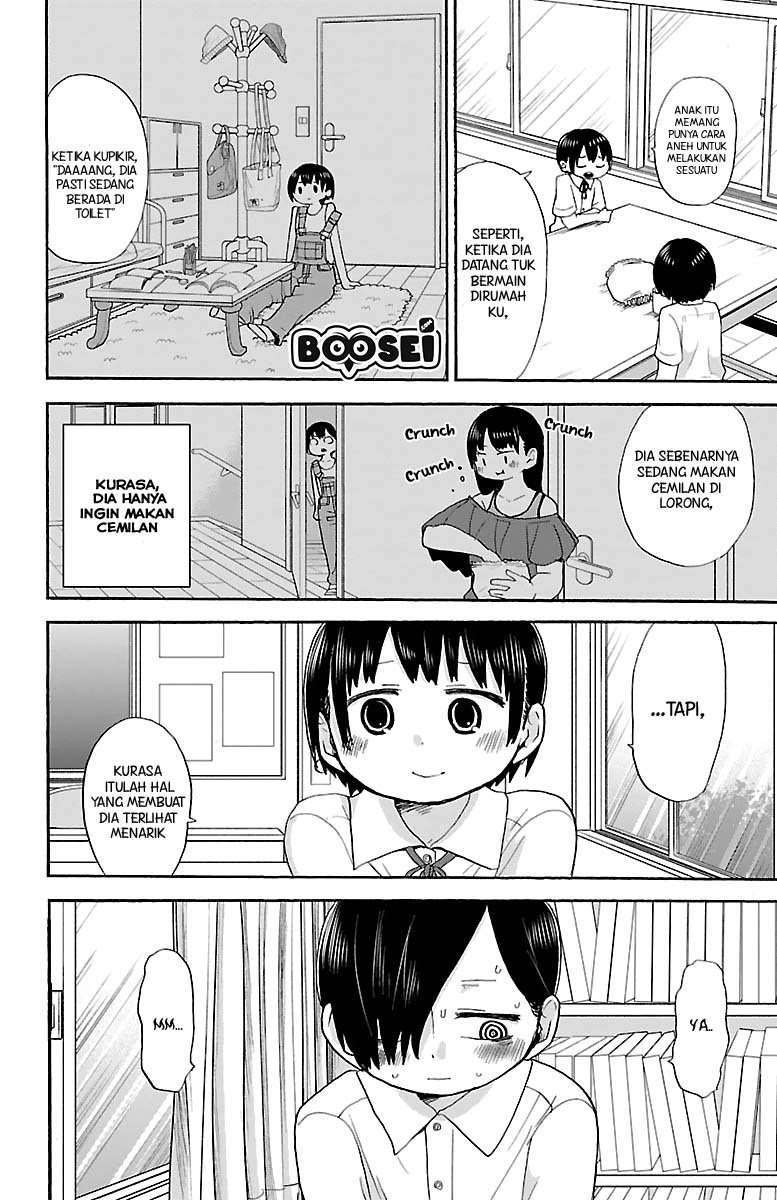 ANAK ITU
MEMANG
PUNYA CARA
ANEH UNTUK
MELAKUKAN
SESUATU
SEPERTI,
KETIKA DIA
DATANG TUK
BERMAIN
DIRUMAH
KU,
KETIKA KUPIKIR,
"DAAAANG, DIA
PASTI SEDANG
BERADA DI
TOILET"
BOOSEI
DIA SEBENARNYA
SEDANG MAKAN
CEMILAN DI
LORONG,
Crunch
Crunch
Crunch
KURASA,
DIA HANYA
INGIN MAKAN
CEMILAN
...TAPI,
KURASA
ITULAH HAL
YANG MEMBUAT
DIA TERLIHAT
MENARIK
YA..
MM...